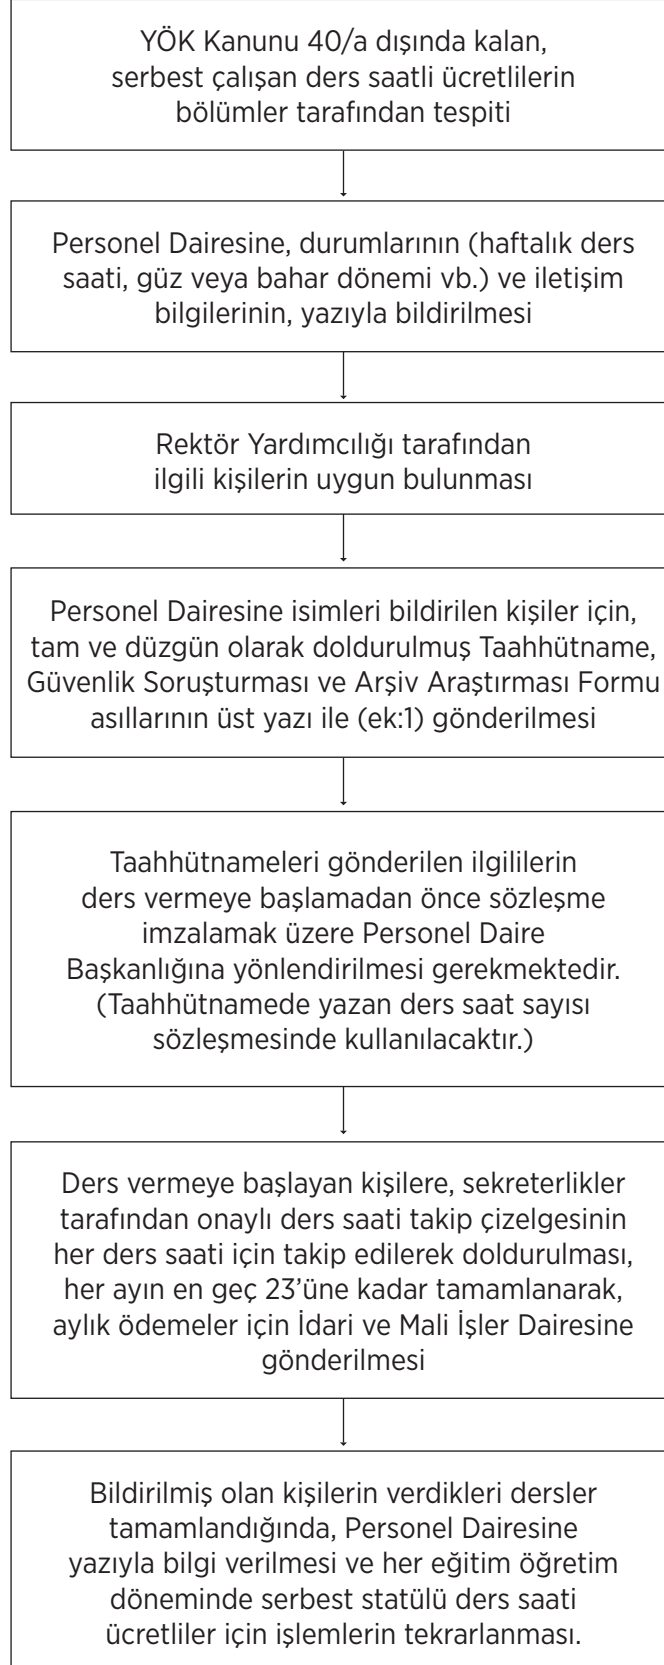 YÖK Kanunu 40/a dışında kalan,
serbest çalışan ders saatli ücretlilerin
bölümler tarafından tespiti
Personel Dairesine, durumlarının (haftalık ders
saati, güz veya bahar dönemi vb.) ve iletişim
bilgilerinin, yazıyla bildirilmesi
Rektör Yardımcılığı tarafından
ilgili kişilerin uygun bulunması
Personel Dairesine isimleri bildirilen kişiler için,
tam ve düzgün olarak doldurulmuş Taahhütname,
Güvenlik Soruşturması ve Arşiv Araştırması Formu
asıllarının üst yazı ile (ek:1) gönderilmesi
Taahhütnameleri gönderilen ilgililerin
ders vermeye başlamadan önce sözleşme
imzalamak üzere Personel Daire
Başkanlığına yönlendirilmesi gerekmektedir.
(Taahhütnamede yazan ders saat sayısı
sözleşmesinde kullanılacaktır.)
Ders vermeye başlayan kişilere, sekreterlikler
tarafından onaylı ders saati takip çizelgesinin
her ders saati için takip edilerek doldurulması,
her ayın en geç 23’üne kadar tamamlanarak,
aylık ödemeler için İdari ve Mali İşler Dairesine
gönderilmesi
Bildirilmiş olan kişilerin verdikleri dersler
tamamlandığında, Personel Dairesine
yazıyla bilgi verilmesi ve her eğitim öğretim
döneminde serbest statülü ders saati
ücretliler için işlemlerin tekrarlanması.